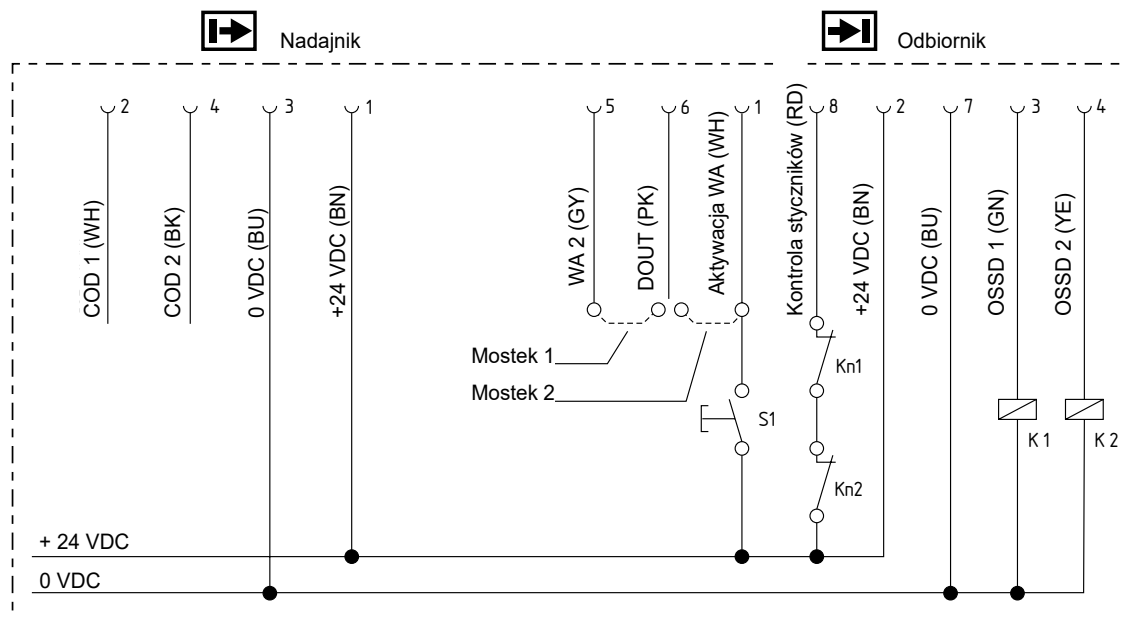 Nadajnik
Odbiornik
2
4
3
1
5
6
1
8
2
7
3
4
COD 1 (WH)
COD 2 (BK)
0 VDC (BU)
+24 VDC (BN)
WA 2 (GY)
DOUT (PK)
Aktywacja WA (WH)
Kontrola styczników (RD)
+24 VDC (BN)
0 VDC (BU)
OSSD 1 (GN)
OSSD 2 (YE)
Mostek 1
Mostek 2
Kn1
S1
K 1
K 2
Kn2
+ 24 VDC
0 VDC